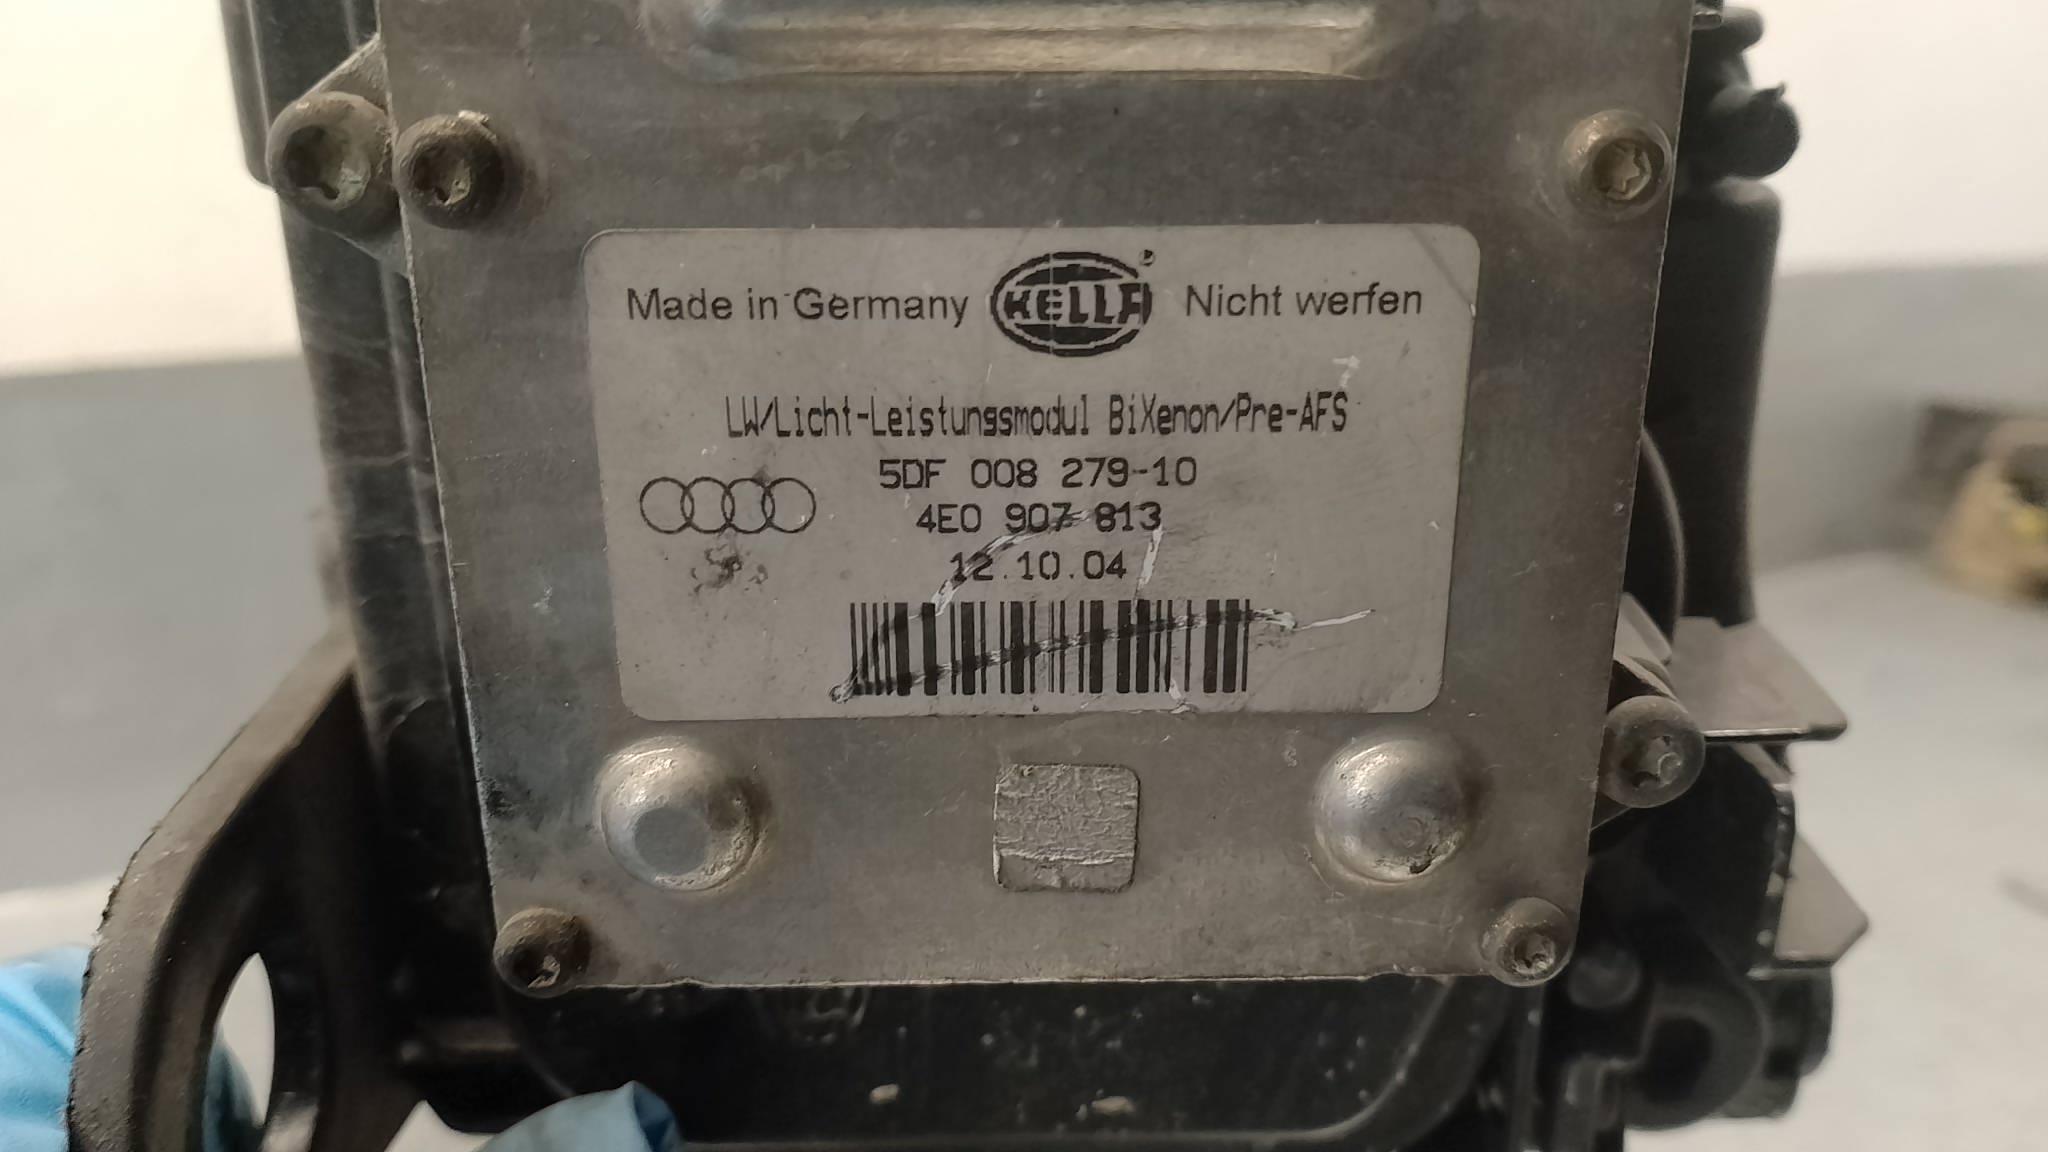 Made in Germany HELLA Nicht werfen
LW/Licht-Leistungsmodul BiXenon/Pre-AFS
5DF 008 279-10
4E0 907 813
12.10.04